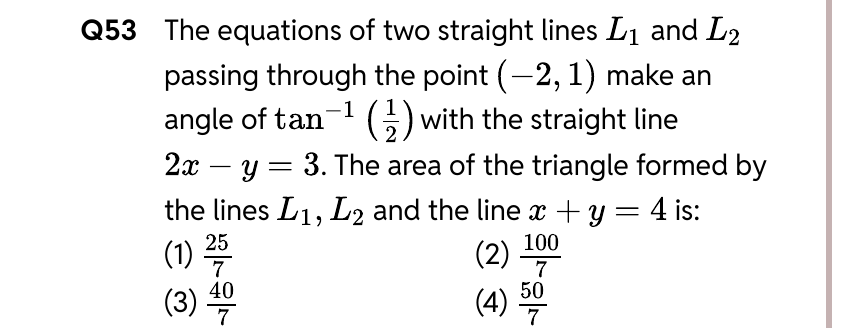 Q53 The equations of two straight lines L₁ and L₂
passing through the point (−2, 1) make an
angle of tan⁻¹ (1/2) with the straight line
2x − y = 3. The area of the triangle formed by
the lines L₁, L₂ and the line x + y = 4 is:
(1) 25/7 (2) 100/7
(3) 40/7 (4) 50/7